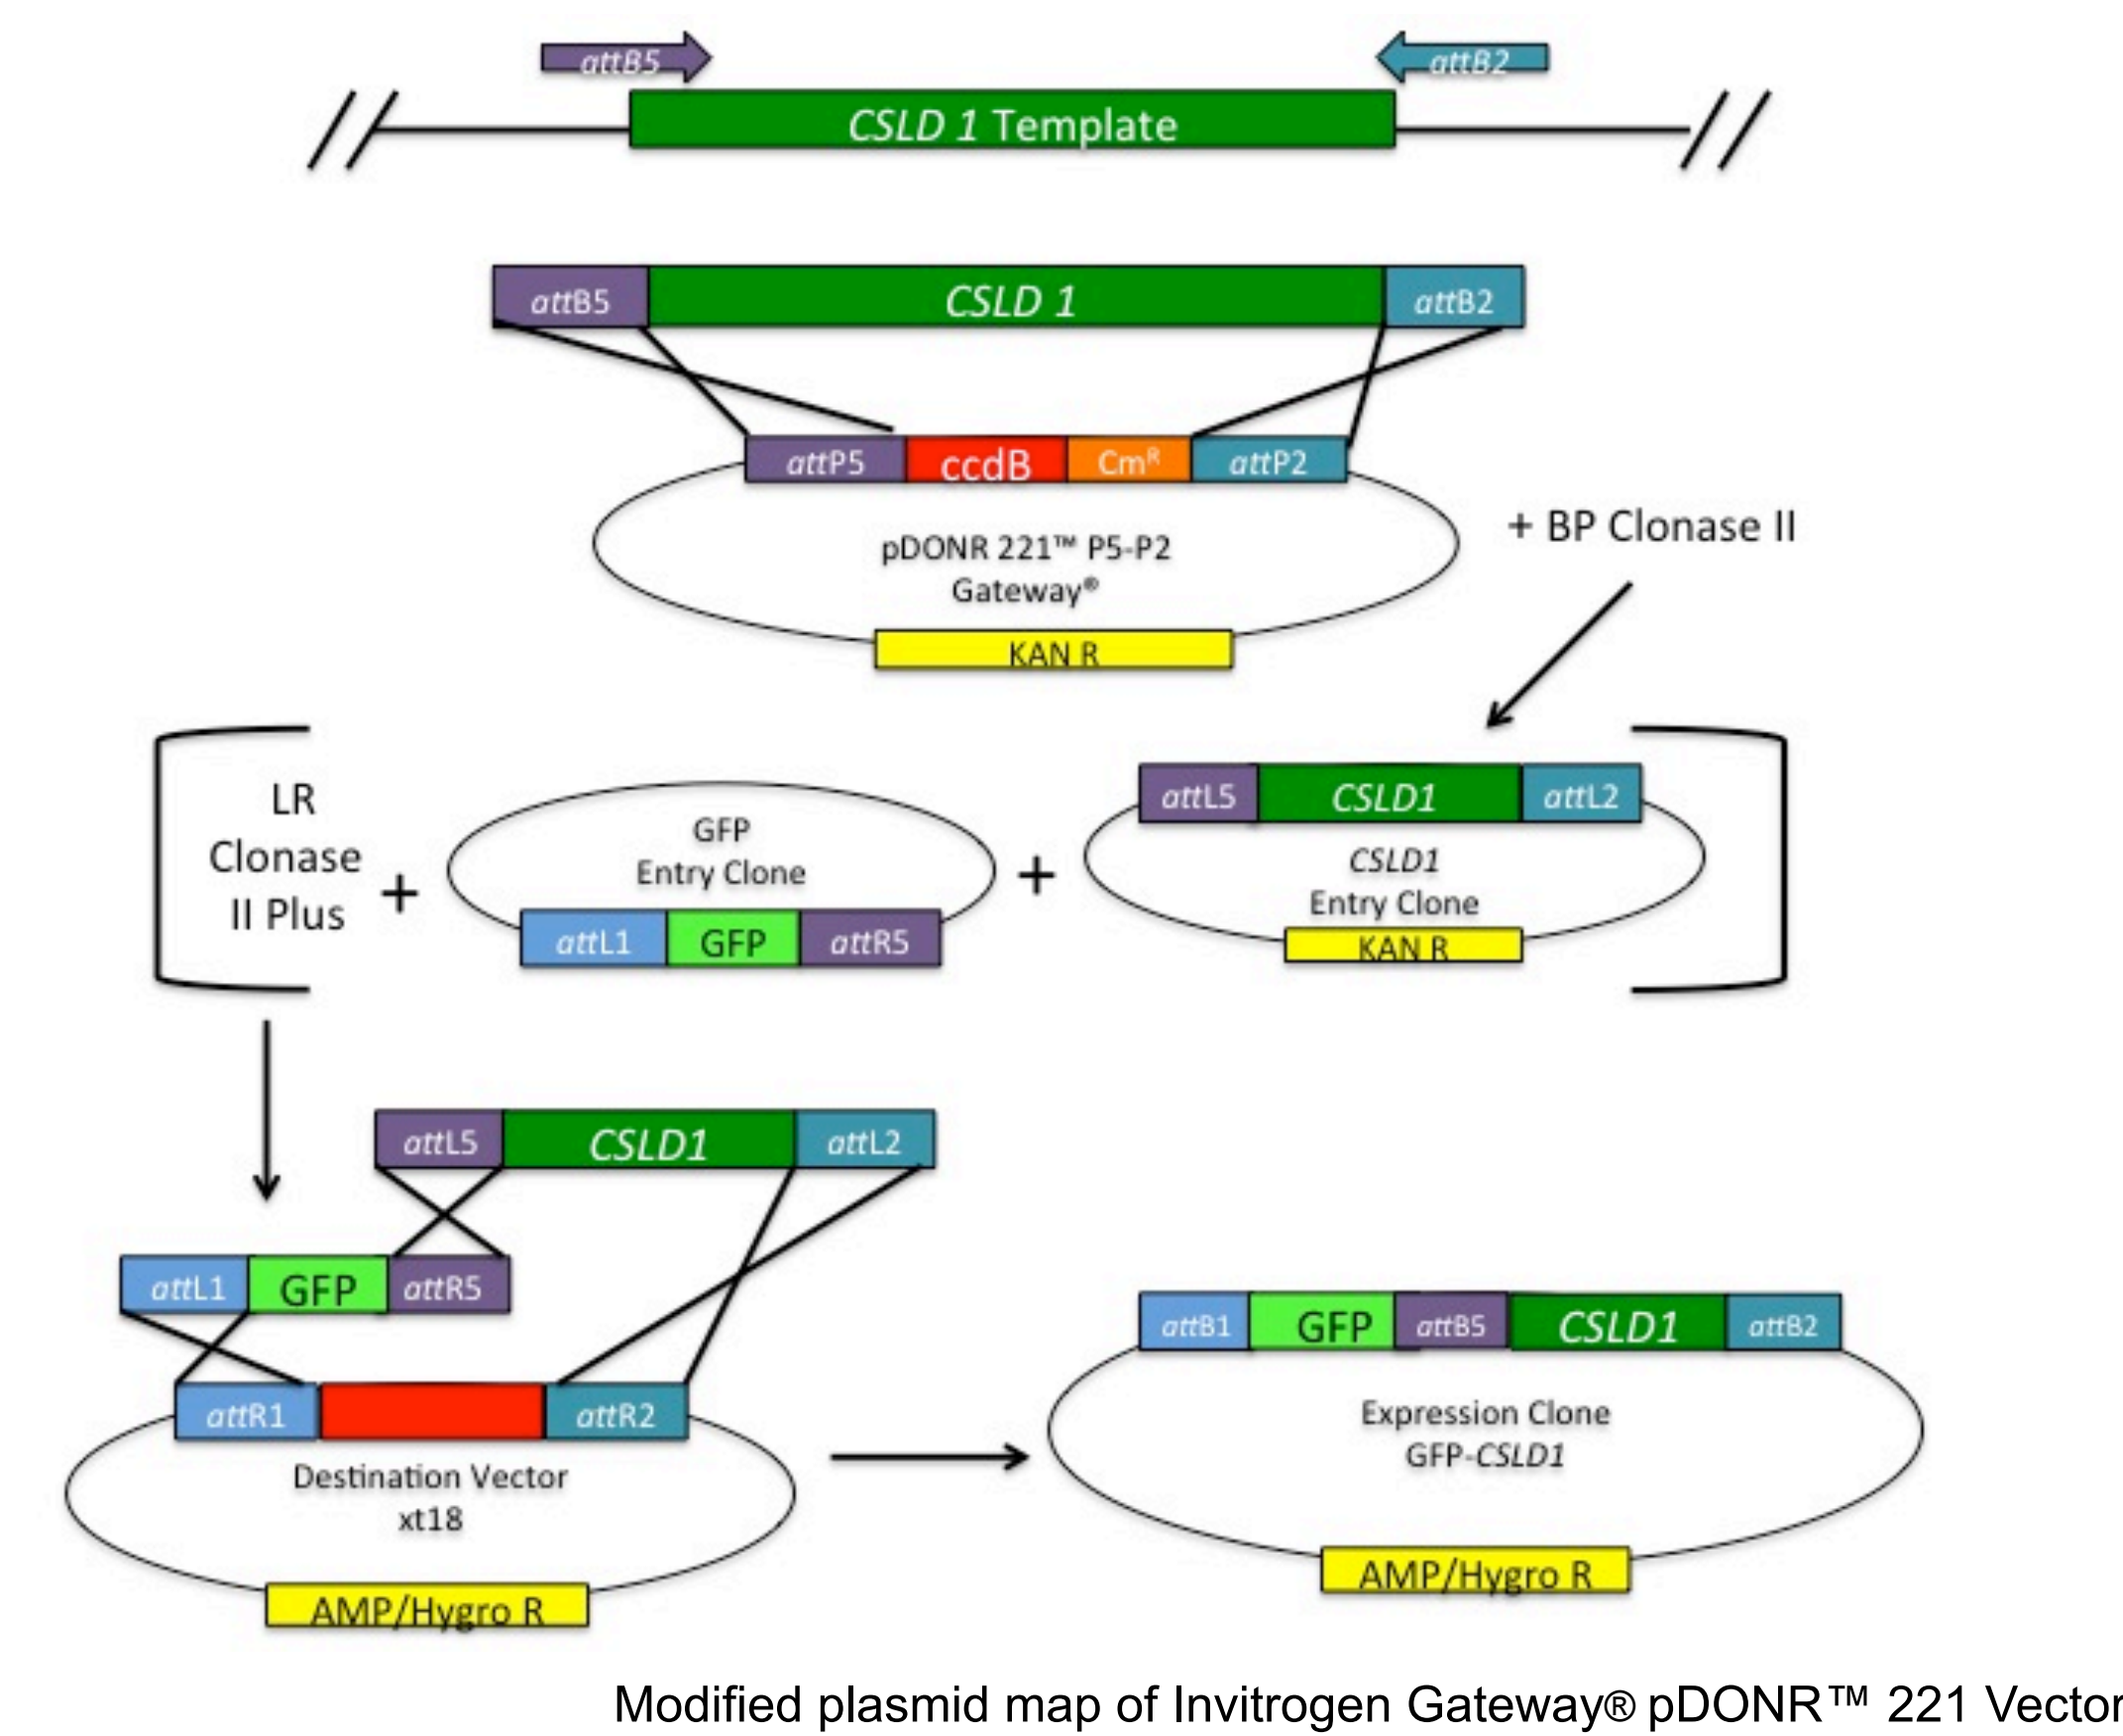 attB5
attB2
CSLD 1 Template
attB5
CSLD 1
attB2
attP5
ccdB
CmR
attP2
pDONR 221™ P5-P2
Gateway®
KAN R
+ BP Clonase II
LR
Clonase
II Plus
+
GFP
Entry Clone
attL1
GFP
attR5
+
attL5
CSLD1
attL2
CSLD1
Entry Clone
KAN R
attL5
CSLD1
attL2
attL1
GFP
attR5
attR1
attR2
Destination Vector
xt18
AMP/Hygro R
attB1
GFP
attB5
CSLD1
attB2
Expression Clone
GFP-CSLD1
AMP/Hygro R
Modified plasmid map of Invitrogen Gateway® pDONR™ 221 Vector